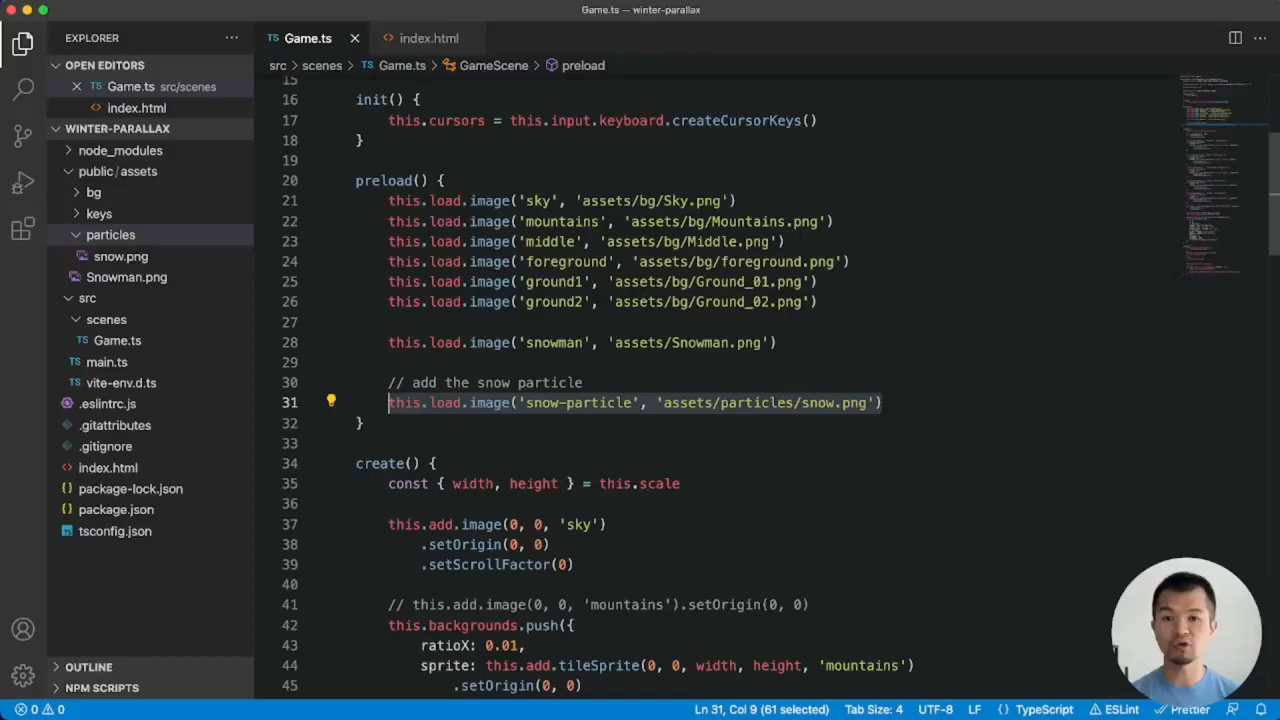 Game.ts — winter-parallax
EXPLORER
TS Game.ts
index.html
OPEN EDITORS
src > scenes > TS Game.ts > GameScene > preload
TS Game.ts src/scenes
index.html
WINTER-PARALLAX
node_modules
public/assets
bg
keys
particles
snow.png
Snowman.png
src
scenes
TS Game.ts
TS main.ts
TS vite-env.d.ts
.eslintrc.js
.gitattributes
.gitignore
index.html
package-lock.json
package.json
tsconfig.json
OUTLINE
NPM SCRIPTS
15
16 init() {
17 this.cursors = this.input.keyboard.createCursorKeys()
18 }
19
20 preload() {
21 this.load.image('sky', 'assets/bg/Sky.png')
22 this.load.image('mountains', 'assets/bg/Mountains.png')
23 this.load.image('middle', 'assets/bg/Middle.png')
24 this.load.image('foreground', 'assets/bg/foreground.png')
25 this.load.image('ground1', 'assets/bg/Ground_01.png')
26 this.load.image('ground2', 'assets/bg/Ground_02.png')
27
28 this.load.image('snowman', 'assets/Snowman.png')
29
30 // add the snow particle
31 this.load.image('snow-particle', 'assets/particles/snow.png')
32 }
33
34 create() {
35 const { width, height } = this.scale
36
37 this.add.image(0, 0, 'sky')
38 .setOrigin(0, 0)
39 .setScrollFactor(0)
40
41 // this.add.image(0, 0, 'mountains').setOrigin(0, 0)
42 this.backgrounds.push({
43 ratioX: 0.01,
44 sprite: this.add.tileSprite(0, 0, width, height, 'mountains')
45 .setOrigin(0, 0)
0 0 Ln 31, Col 9 (61 selected) Tab Size: 4 UTF-8 LF {} TypeScript ESLint Prettier